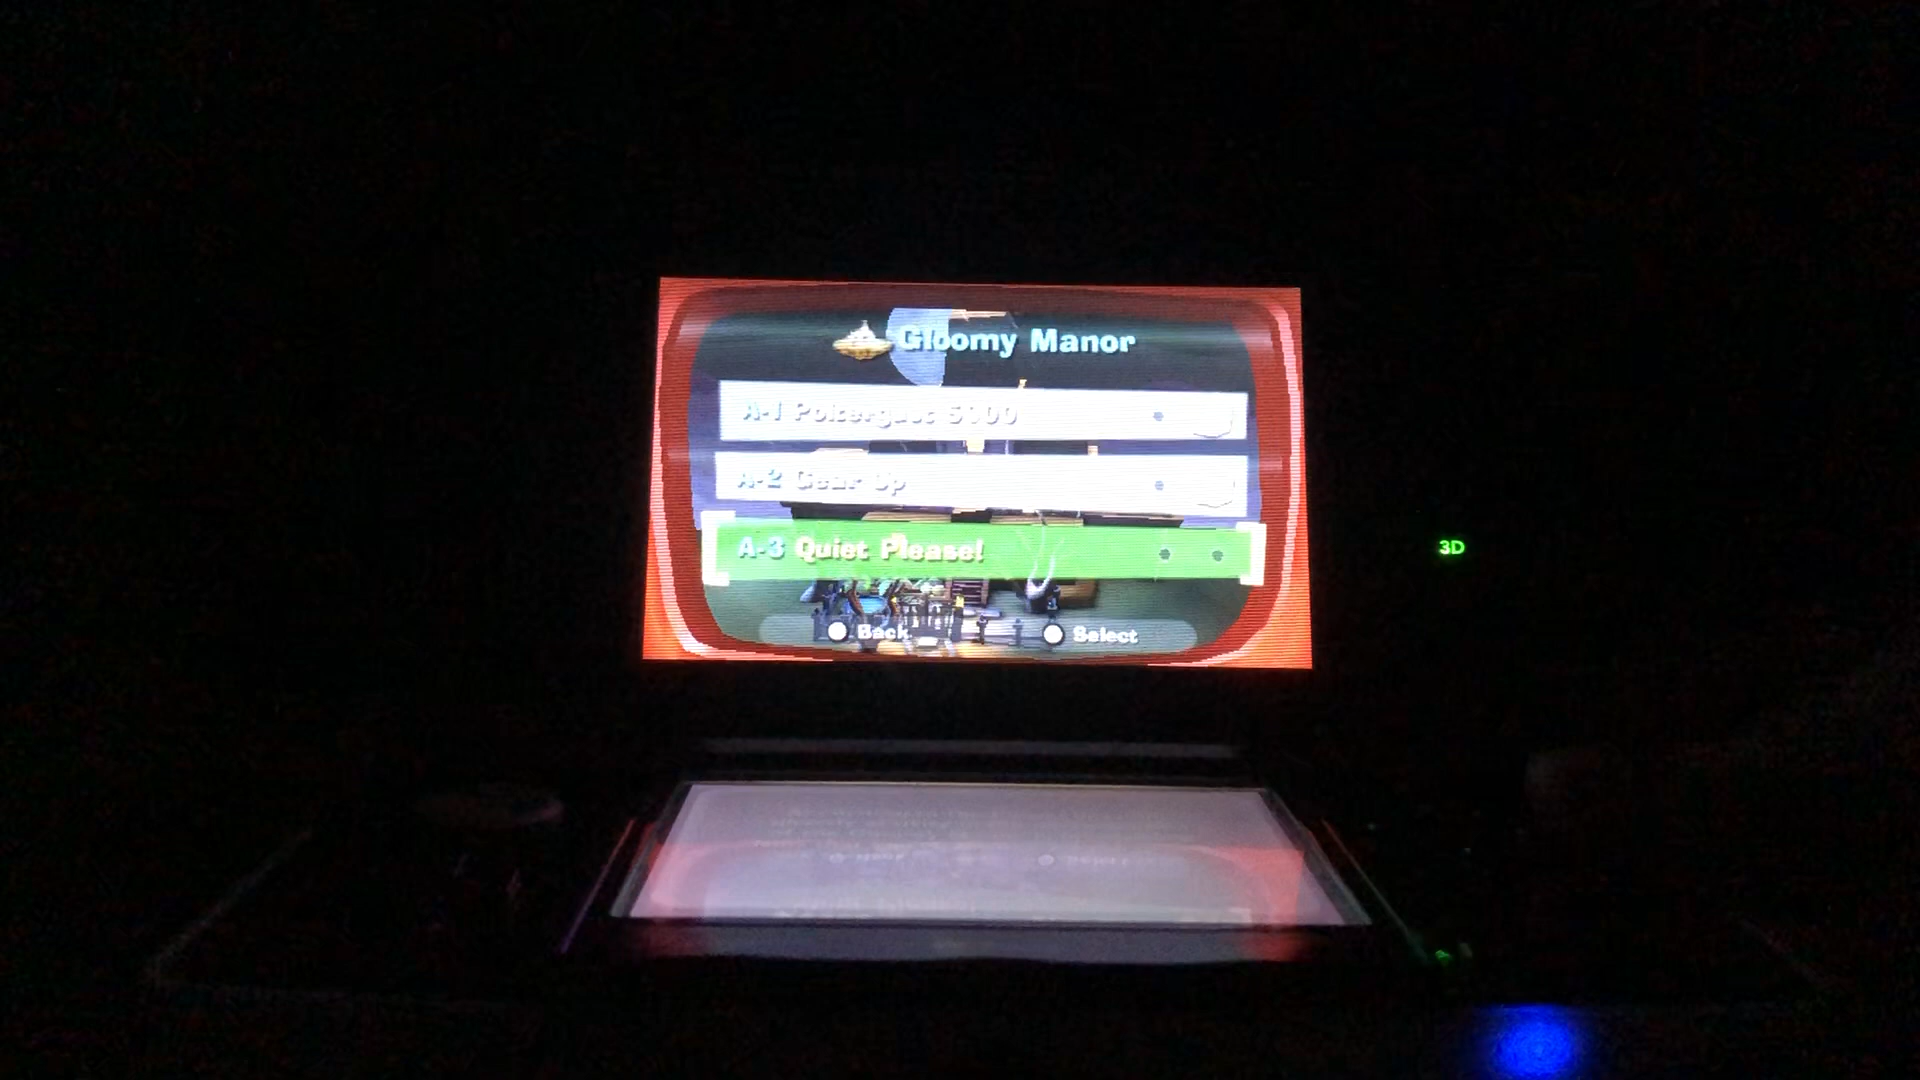 Gloomy Manor
A-1 Poltergust 5000
A-2 Gear Up
A-3 Quiet Please!
3D
Back
Select